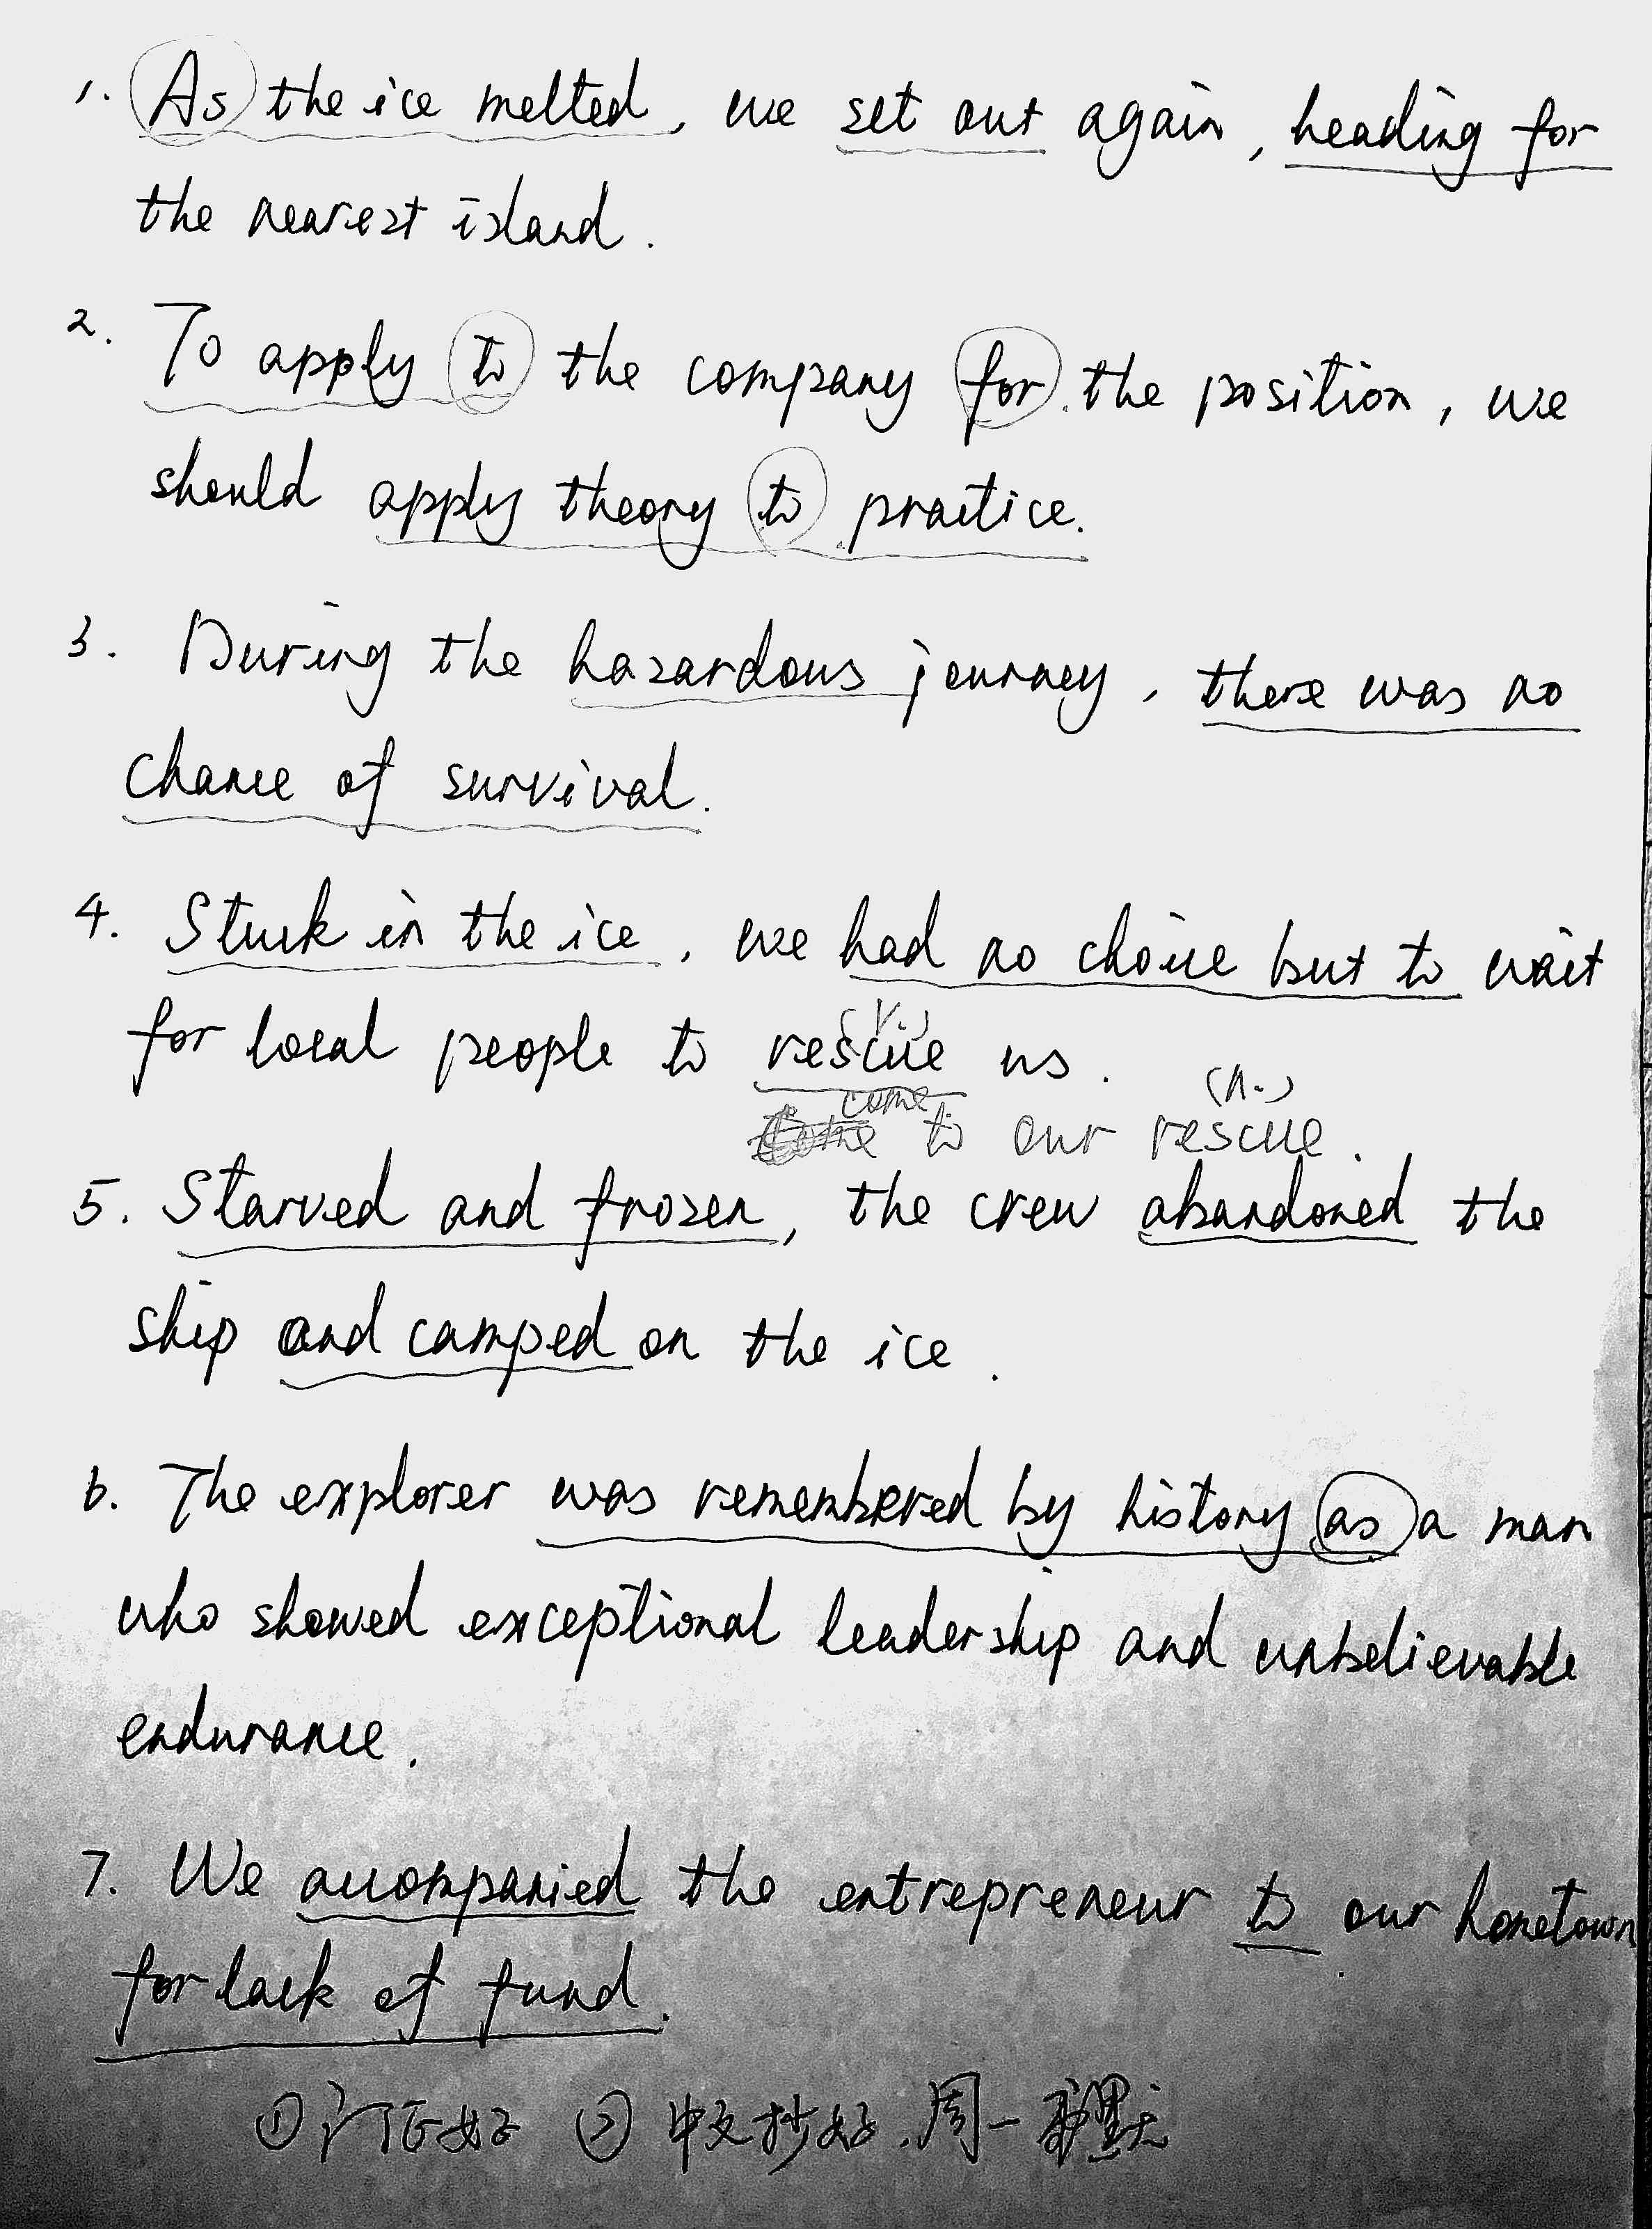 1. As the ice melted, we set out again, heading for
the nearest island.
2. To apply to the company for the position, we
should apply theory to practice.
3. During the hazardous journey, there was no
chance of survival.
4. Stuck in the ice, we had no choice but to wait
(v.)
for local people to rescue us.
(n.)
come to our rescue.
5. Starved and frozen, the crew abandoned the
ship and camped on the ice.
6. The explorer was remembered by history as a man
who showed exceptional leadership and unbelievable
endurance.
7. We accompanied the entrepreneur to our hometown
for lack of fund.
①订正好 ②中文抄好,周一默